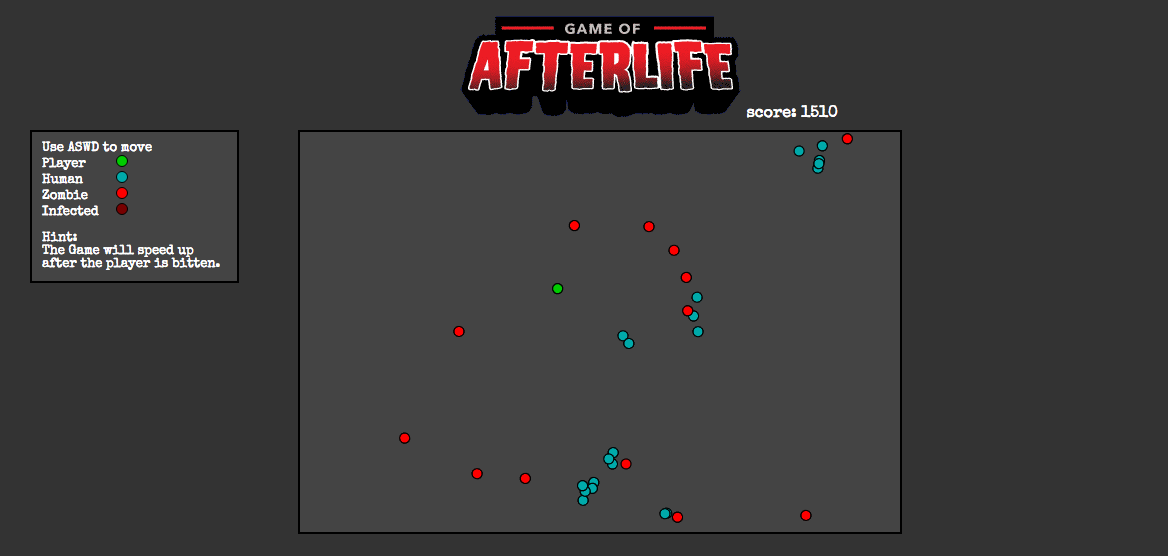 GAME OF
AFTERLIFE
score: 1510
Use ASWD to move
Player
Human
Zombie
Infected
Hint:
The Game will speed up
after the player is bitten.